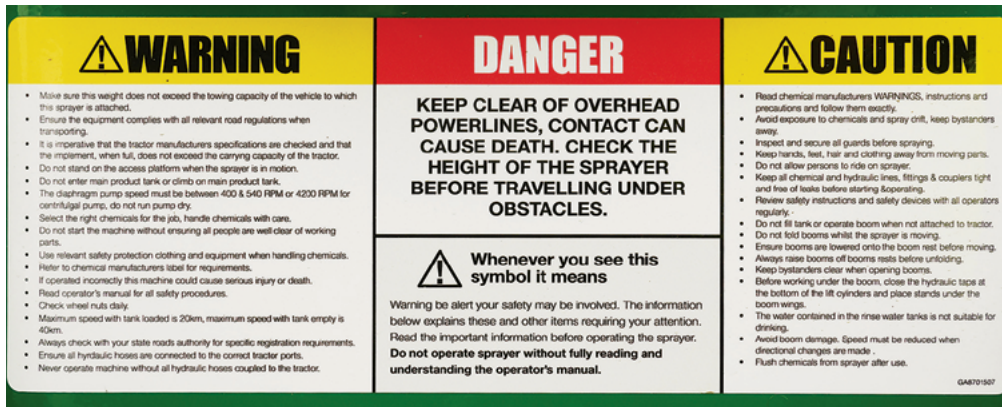 WARNING
• Make sure this weight does not exceed the towing capacity of the vehicle to which
this sprayer is attached.
• Ensure the equipment complies with all relevant road regulations when
transporting.
• It is imperative that the tractor manufacturers specifications are checked and that
the implement, when full, does not exceed the carrying capacity of the tractor.
• Do not stand on the access platform when the sprayer is in motion.
• Do not enter main product tank or climb on main product tank.
• The diaphragm pump speed must be between 400 & 540 RPM or 4200 RPM for
centrifulgal pump, do not run pump dry.
• Select the right chemicals for the job, handle chemicals with care.
• Do not start the machine without ensuring all people are well clear of working
parts.
• Use relevant safety protection clothing and equipment when handling chemicals.
• Refer to chemical manufacturers label for requirements.
• If operated incorrectly this machine could cause serious injury or death.
• Read operator's manual for all safety procedures.
• Check wheel nuts daily.
• Maximum speed with tank loaded is 20km, maximum speed with tank empty is
40km.
• Always check with your state roads authority for specific registration requirements.
• Ensure all hyrdaulic hoses are connected to the correct tractor ports.
• Never operate machine without all hydraulic hoses coupled to the tractor.
DANGER
KEEP CLEAR OF OVERHEAD
POWERLINES, CONTACT CAN
CAUSE DEATH. CHECK THE
HEIGHT OF THE SPRAYER
BEFORE TRAVELLING UNDER
OBSTACLES.
Whenever you see this
symbol it means
Warning be alert your safety may be involved. The information
below explains these and other items requiring your attention.
Read the important information before operating the sprayer.
Do not operate sprayer without fully reading and
understanding the operator's manual.
CAUTION
• Read chemical manufacturers WARNINGS, instructions and
precautions and follow them exactly.
• Avoid exposure to chemicals and spray drift, keep bystanders
away.
• Inspect and secure all guards before spraying.
• Keep hands, feet, hair and clothing away from moving parts.
• Do not allow persons to ride on sprayer.
• Keep all chemical and hydraulic lines, fittings & couplers tight
and free of leaks before starting &operating.
• Review safety instructions and safety devices with all operators
regularly.
• Do not fill tank or operate boom when not attached to tractor.
• Do not fold booms whilst the sprayer is moving.
• Ensure booms are lowered onto the boom rest before moving.
• Always raise booms off booms rests before unfolding.
• Keep bystanders clear when opening booms.
• Before working under the boom, close the hydraulic taps at
the bottom of the lift cylinders and place stands under the
boom wings.
• The water contained in the rinse water tanks is not suitable for
drinking.
• Avoid boom damage. Speed must be reduced when
directional changes are made .
• Flush chemicals from sprayer after use.
GA8701507